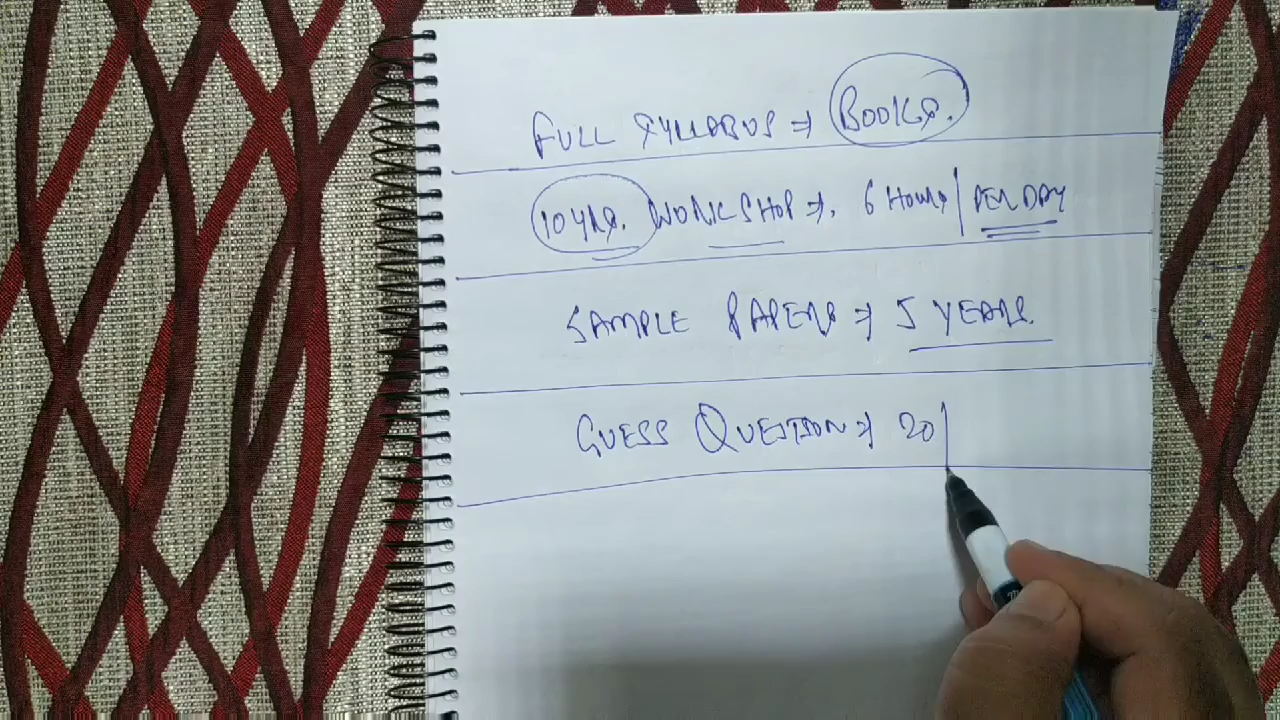 FULL SYLLABUS ⇒ BOOKS.
10 YRS. WORKSHOP ⇒ 6 HOURS | PER DAY
SAMPLE PAPERS ⇒ 5 YEARS.
GUESS QUESTION ⇒ 20 |